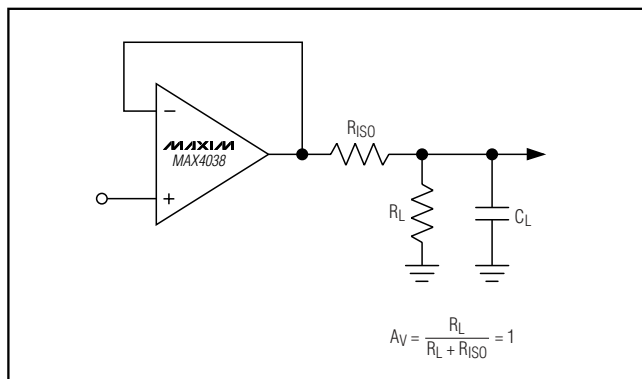 −
MAXIM
MAX4038
+
RISO
RL
CL
AV = RL / (RL + RISO) = 1